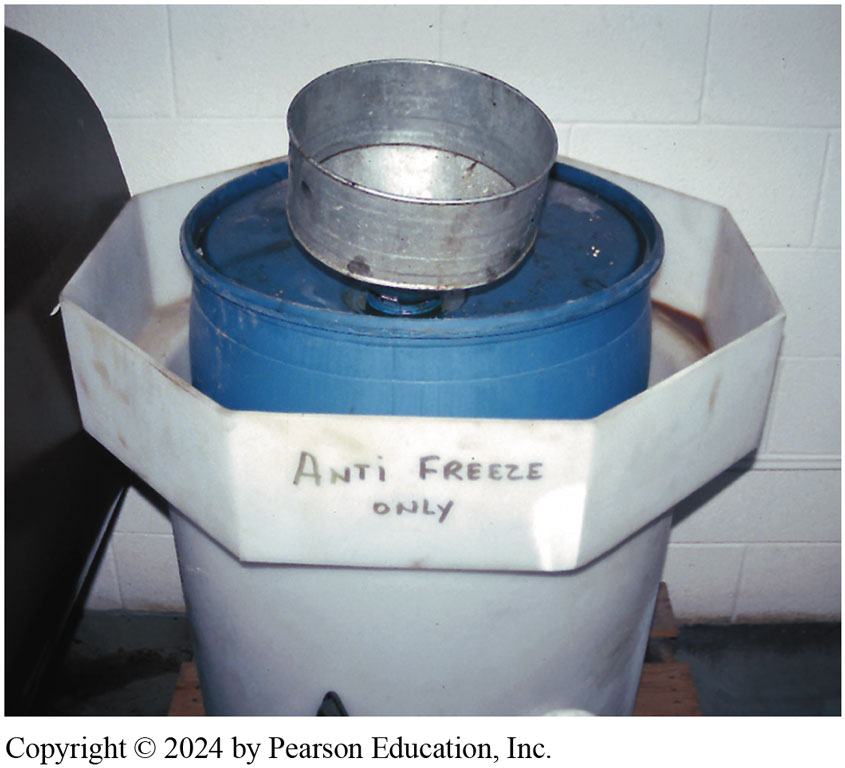 ANTi FREEZE
ONLY
Copyright © 2024 by Pearson Education, Inc.